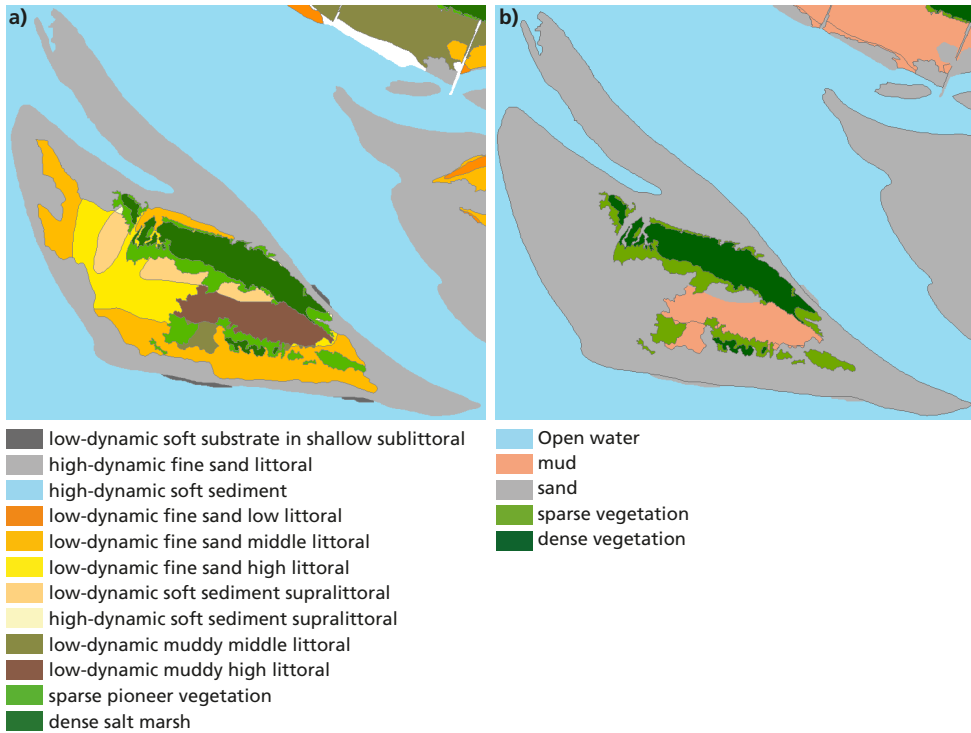 a)
b)
low-dynamic soft substrate in shallow sublittoral
high-dynamic fine sand littoral
high-dynamic soft sediment
low-dynamic fine sand low littoral
low-dynamic fine sand middle littoral
low-dynamic fine sand high littoral
low-dynamic soft sediment supralittoral
high-dynamic soft sediment supralittoral
low-dynamic muddy middle littoral
low-dynamic muddy high littoral
sparse pioneer vegetation
dense salt marsh
Open water
mud
sand
sparse vegetation
dense vegetation